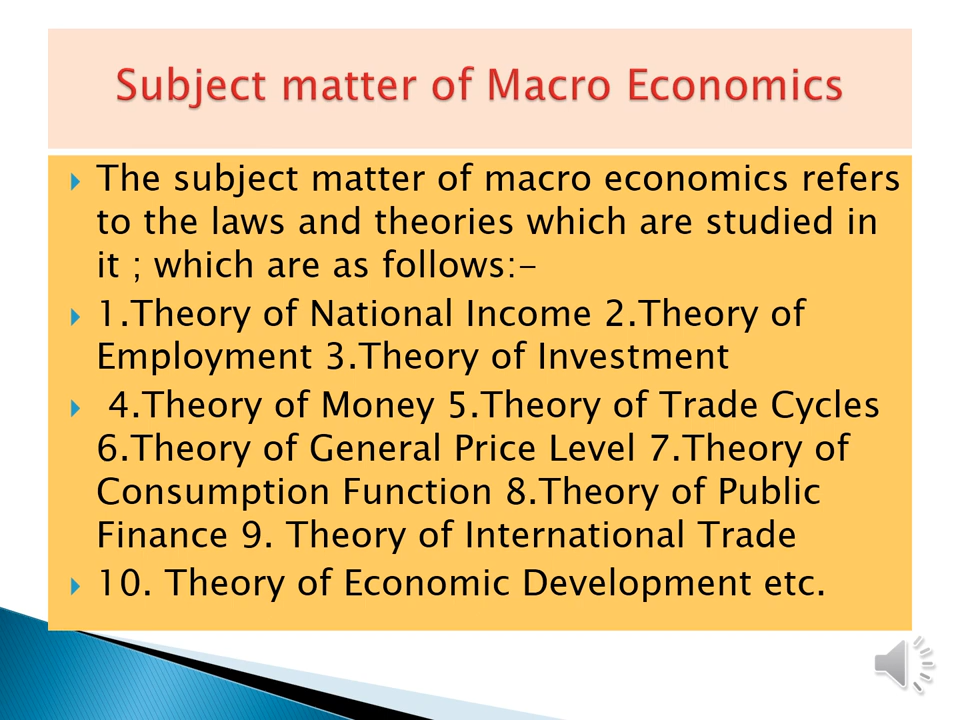 Subject matter of Macro Economics
The subject matter of macro economics refers
to the laws and theories which are studied in
it ; which are as follows:-
1.Theory of National Income 2.Theory of
Employment 3.Theory of Investment
4.Theory of Money 5.Theory of Trade Cycles
6.Theory of General Price Level 7.Theory of
Consumption Function 8.Theory of Public
Finance 9. Theory of International Trade
10. Theory of Economic Development etc.